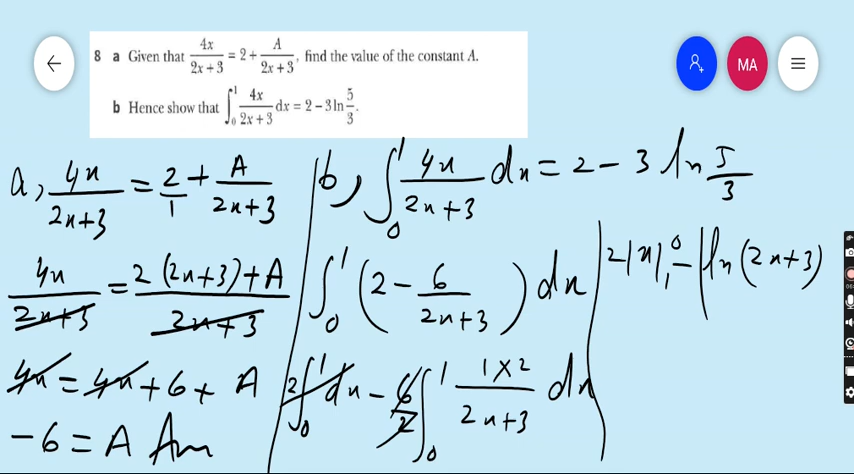 8 a Given that 4x/(2x+3) = 2 + A/(2x+3), find the value of the constant A.
b Hence show that ∫₀¹ 4x/(2x+3) dx = 2 − 3 ln 5/3.
MA
a, 4x/(2x+3) = 2/1 + A/(2x+3)
4x/(2x+3) = (2(2x+3)+A)/(2x+3)
4x = 4x + 6 + A
-6 = A Am
b, ∫₀¹ 4x/(2x+3) dx = 2 - 3 ln 5/3
∫₀¹ (2 - 6/(2x+3)) dx
2∫₀¹ dx - 6/2 ∫₀¹ 1×2/(2x+3) dx
2|x|₁⁰ - |ln(2x+3)